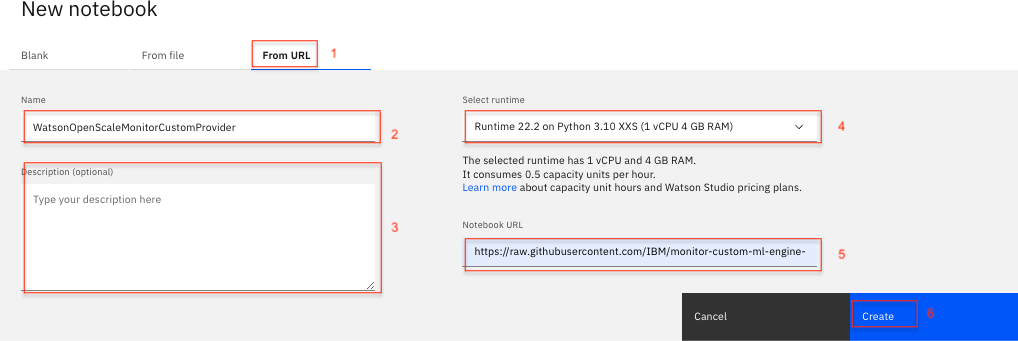 New notebook
Blank
From file
From URL
1
Name
WatsonOpenScaleMonitorCustomProvider
2
Description (optional)
Type your description here
3
Select runtime
Runtime 22.2 on Python 3.10 XXS (1 vCPU 4 GB RAM)
4
The selected runtime has 1 vCPU and 4 GB RAM.
It consumes 0.5 capacity units per hour.
Learn more about capacity unit hours and Watson Studio pricing plans.
Notebook URL
https://raw.githubusercontent.com/IBM/monitor-custom-ml-engine-
5
Cancel
Create
6